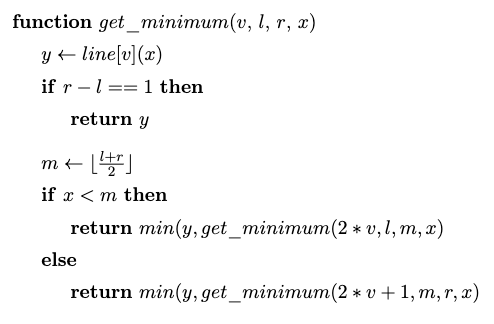 function get_minimum(v, l, r, x)
y ← line[v](x)
if r − l == 1 then
return y
m ← ⌊(l+r)/2⌋
if x < m then
return min(y, get_minimum(2 * v, l, m, x)
else
return min(y, get_minimum(2 * v + 1, m, r, x)